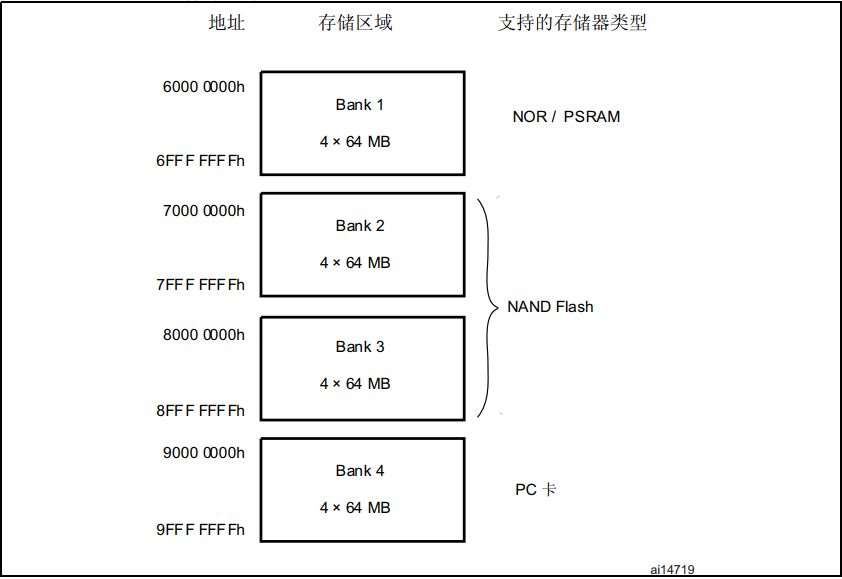 地址 存储区域 支持的存储器类型
6000 0000h
Bank 1
NOR / PSRAM
4 × 64 MB
6FFF FFFFh
7000 0000h
Bank 2
4 × 64 MB
7FFF FFFFh
NAND Flash
8000 0000h
Bank 3
4 × 64 MB
8FFF FFFFh
9000 0000h
Bank 4
PC 卡
4 × 64 MB
9FFF FFFFh
ai14719